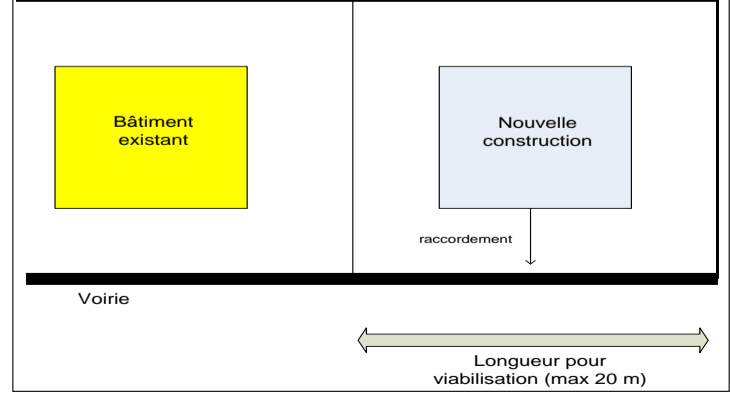 Bâtiment
existant
Nouvelle
construction
raccordement
Voirie
Longueur pour
viabilisation (max 20 m)